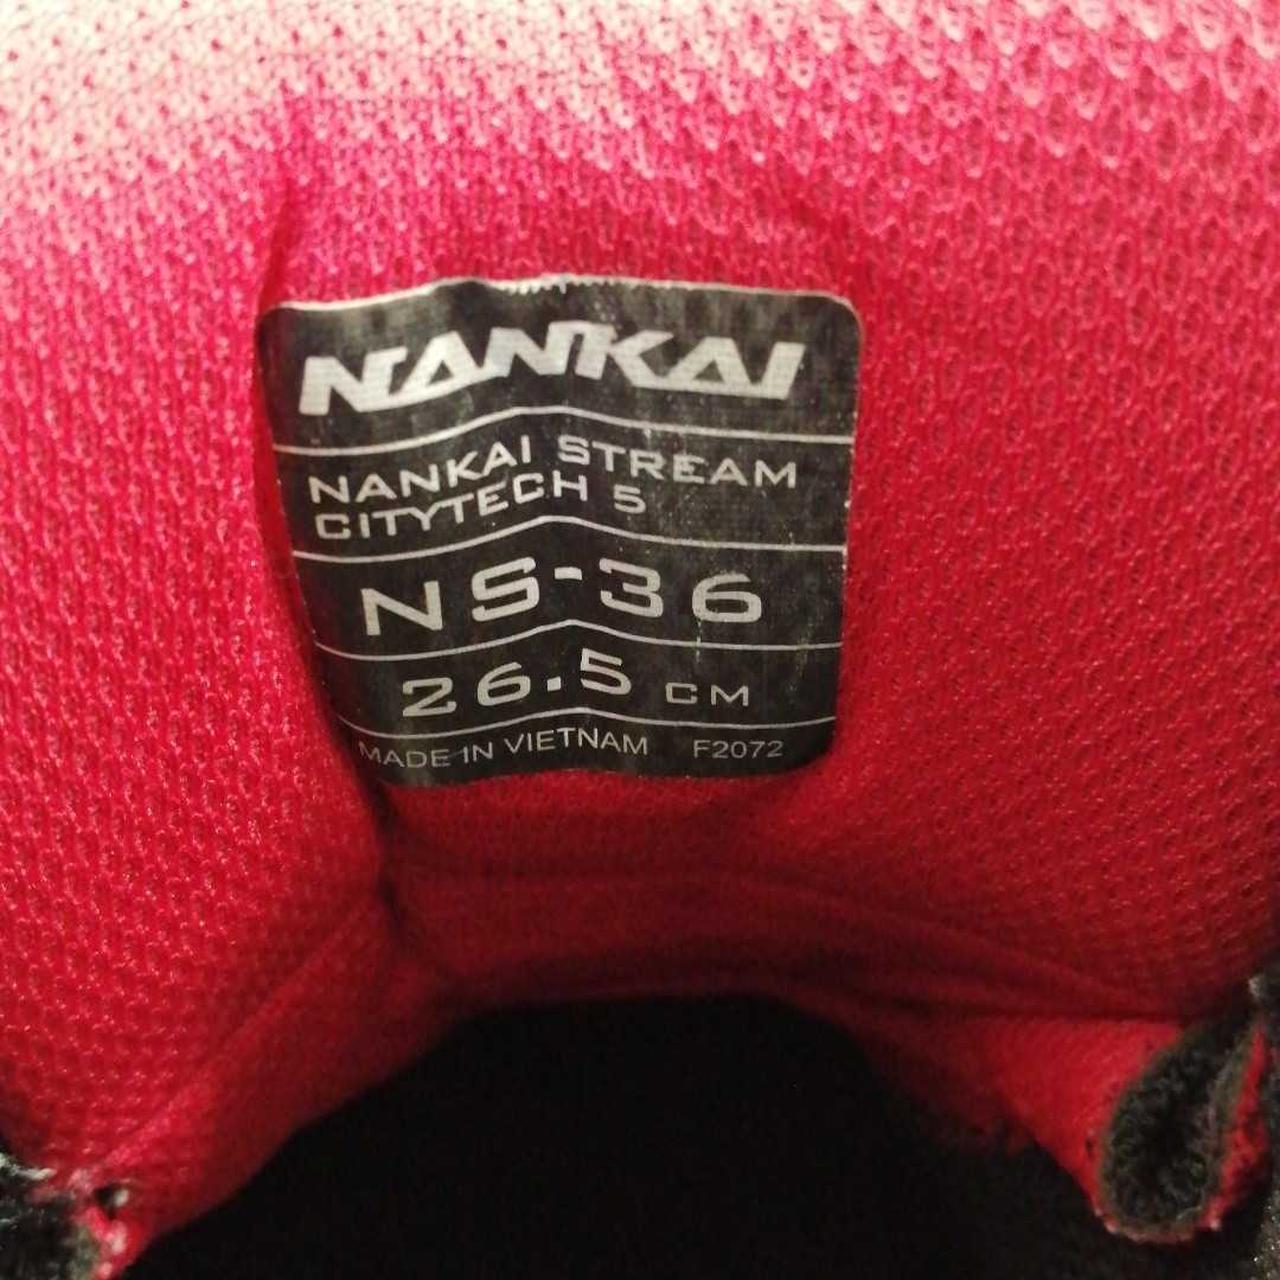 NANKAI
NANKAI STREAM
CITYTECH 5
NS-36
26.5 CM
MADE IN VIETNAM F2072